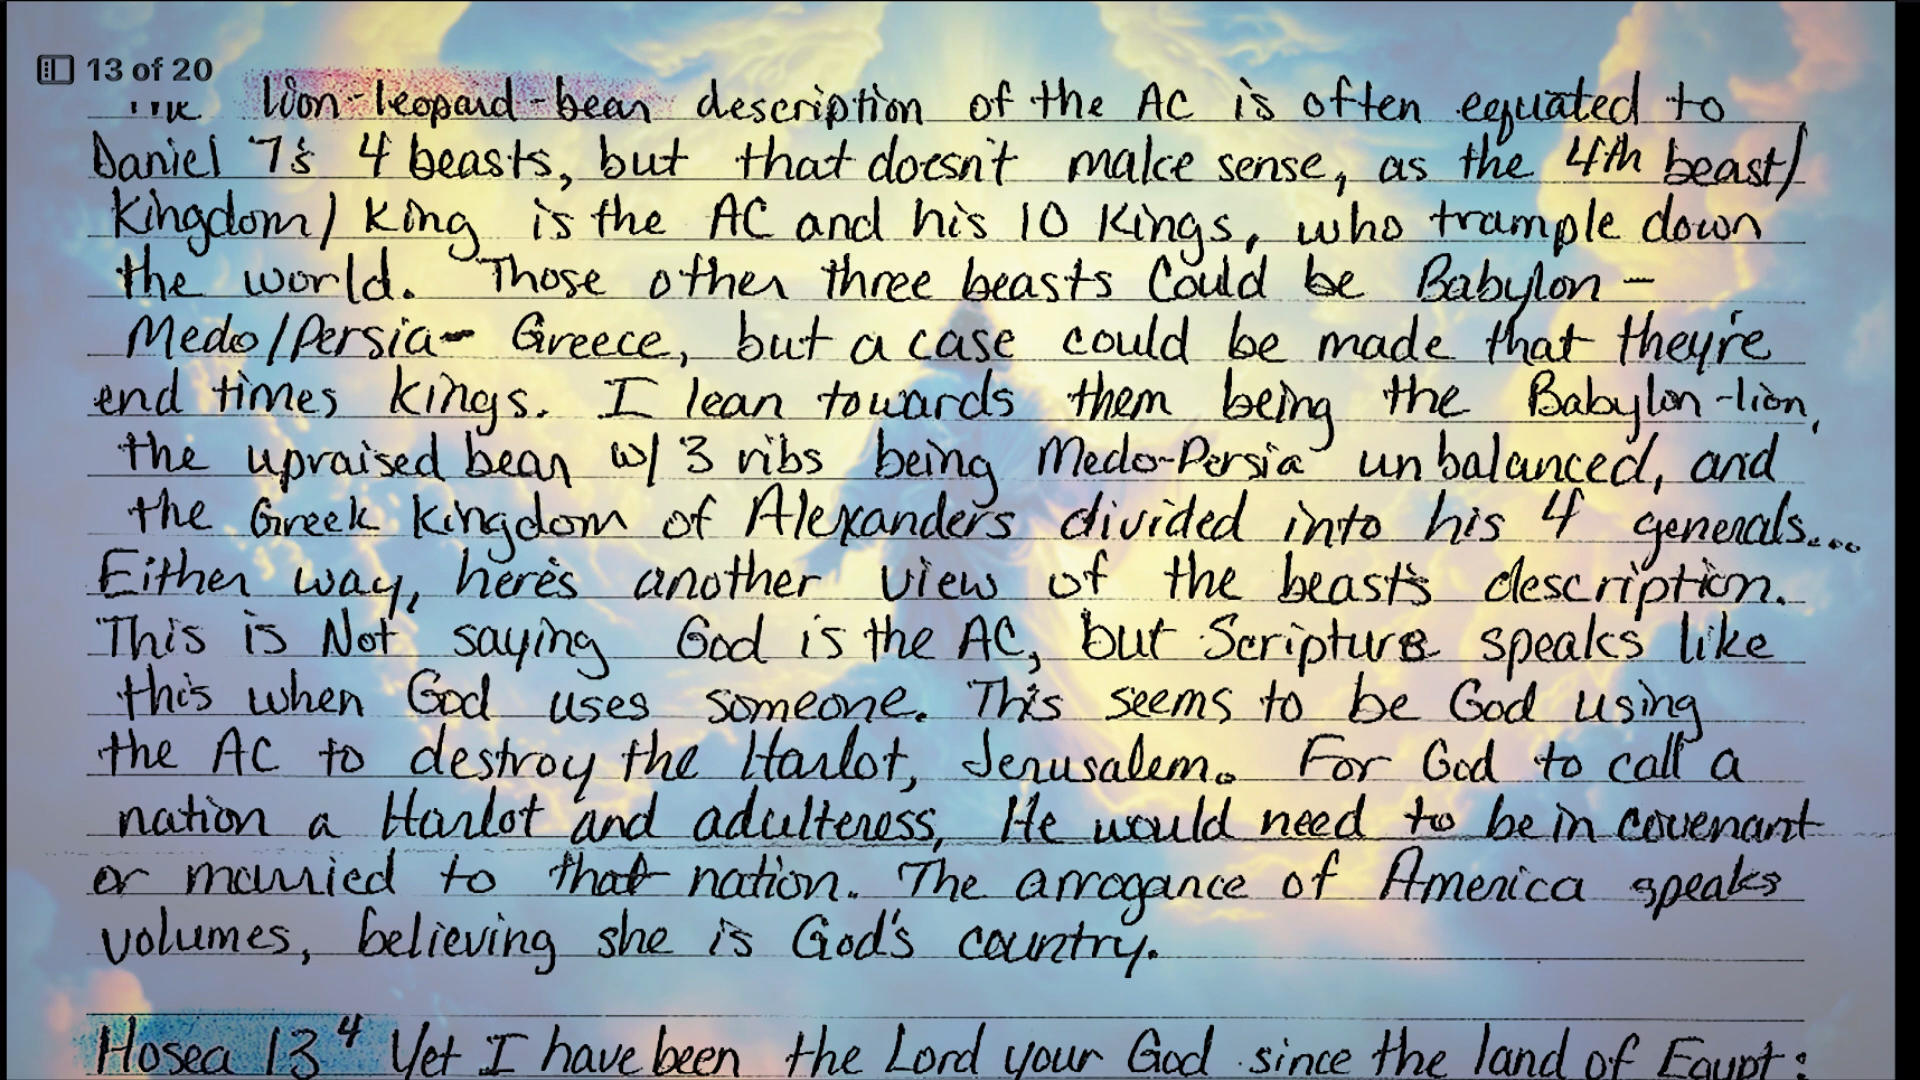 13 of 20
lion-leopard-bear description of the AC is often equated to
Daniel 7's 4 beasts, but that doesn't make sense, as the 4th beast/
Kingdom/King is the AC and his 10 Kings, who trample down
the world. Those other three beasts Could be Babylon-
Medo/Persia- Greece, but a case could be made that they're
end times kings. I lean towards them being the Babylon-lion,
the upraised bear w/ 3 ribs being Medo-Persia unbalanced, and
the Greek Kingdom of Alexanders divided into his 4 generals...
Either way, here's another view of the beast's description.
This is Not saying God is the AC, but Scripture speaks like
this when God uses someone. This seems to be God using
the AC to destroy the Harlot, Jerusalem. For God to call a
nation a Harlot and adulteress, He would need to be in covenant
or married to that nation. The arrogance of America speaks
volumes, believing she is God's country.
Hosea 13 4 Yet I have been the Lord your God since the land of Egypt: